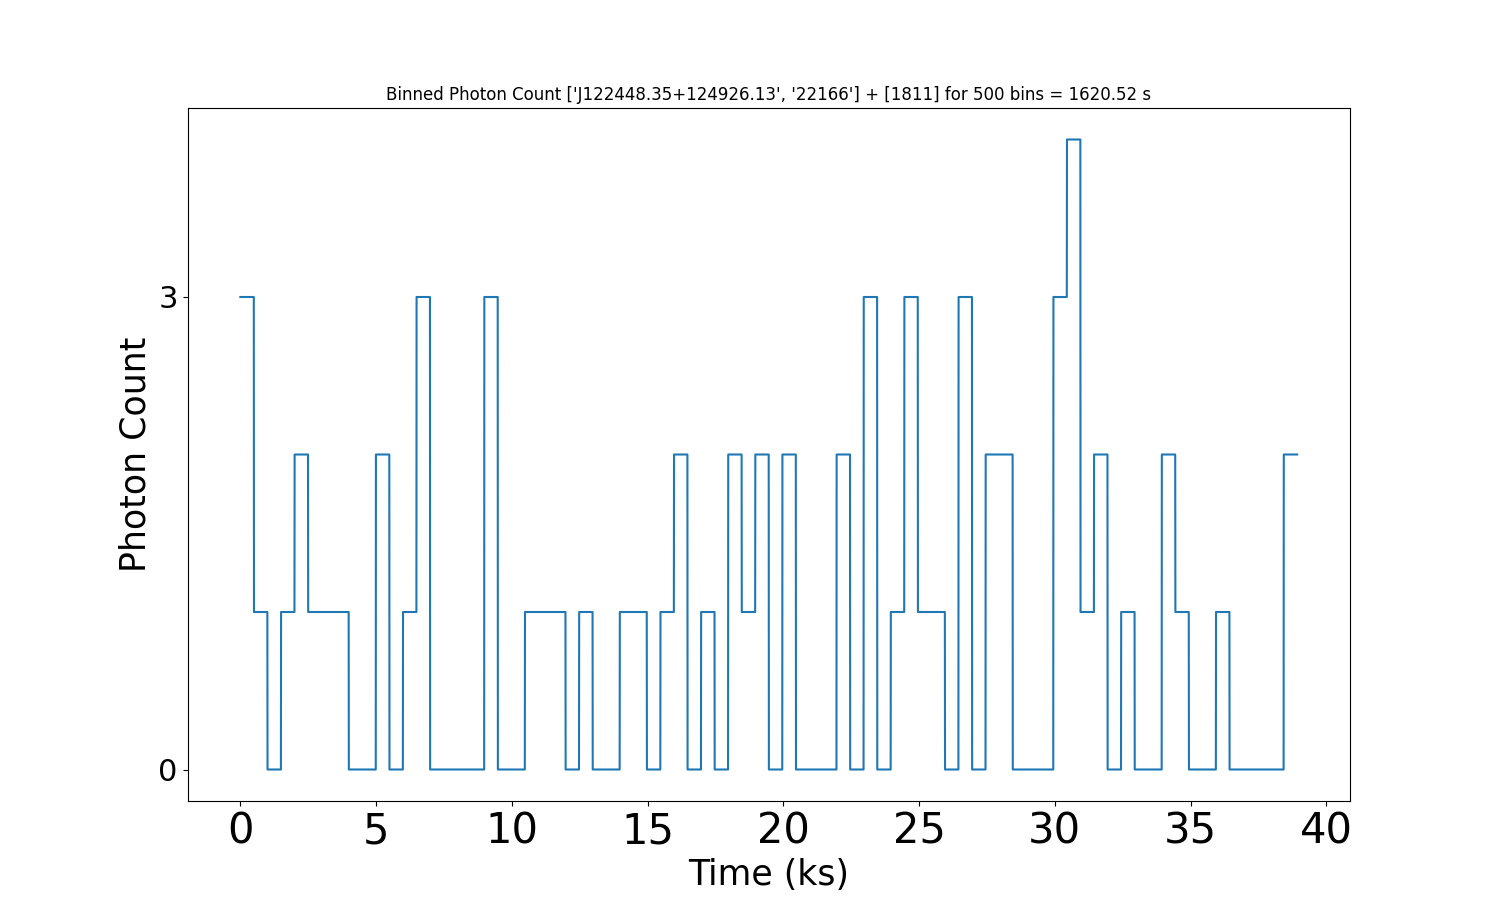 Binned Photon Count ['J122448.35+124926.13', '22166'] + [1811] for 500 bins = 1620.52 s
3
Photon Count
0
0 5 10 15 20 25 30 35 40
Time (ks)